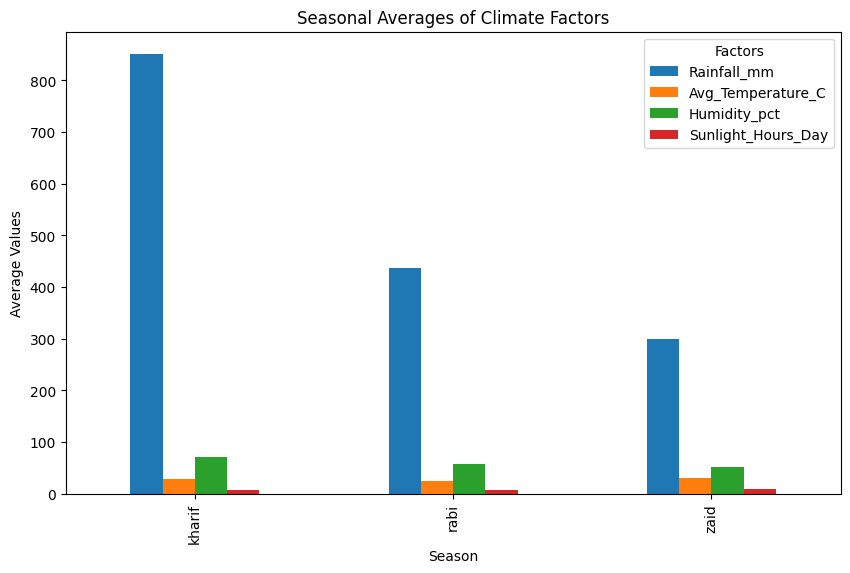 Seasonal Averages of Climate Factors
Factors
Rainfall_mm
Avg_Temperature_C
Humidity_pct
Sunlight_Hours_Day
Average Values
800
700
600
500
400
300
200
100
0
kharif
rabi
zaid
Season